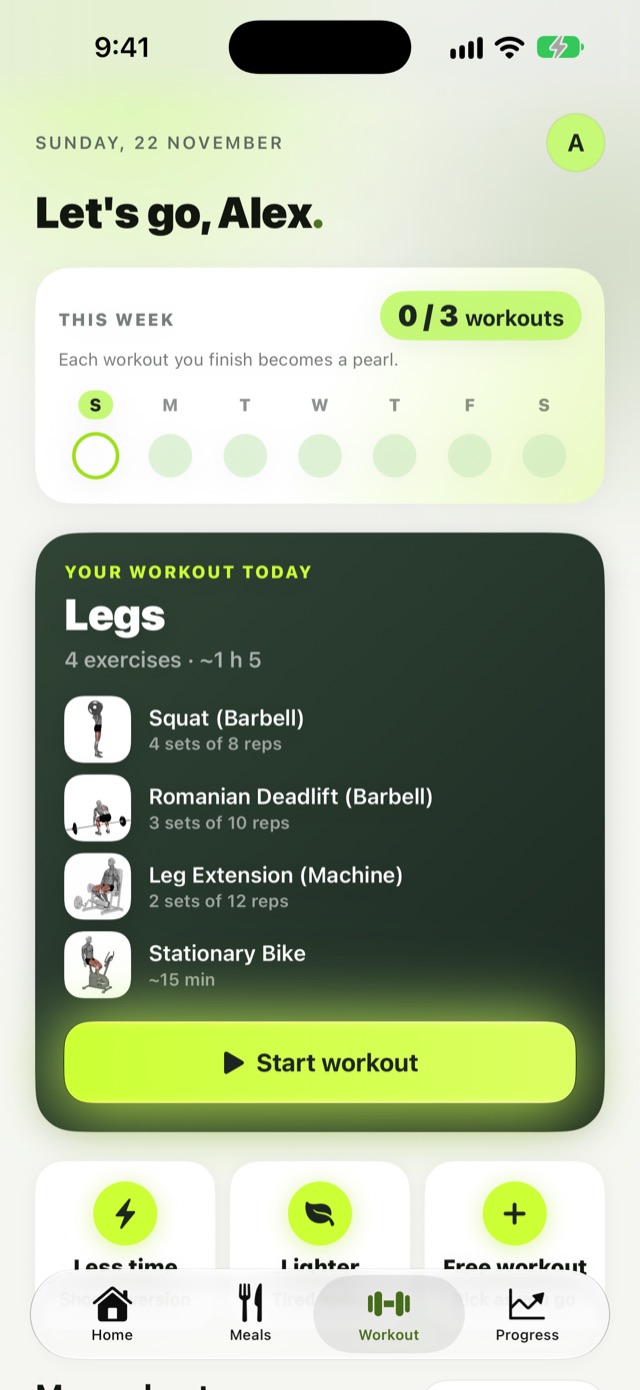 9:41
SUNDAY, 22 NOVEMBER
A
Let's go, Alex.
THIS WEEK
0 / 3 workouts
Each workout you finish becomes a pearl.
S M T W T F S
YOUR WORKOUT TODAY
Legs
4 exercises · ~1 h 5
Squat (Barbell)
4 sets of 8 reps
Romanian Deadlift (Barbell)
3 sets of 10 reps
Leg Extension (Machine)
2 sets of 12 reps
Stationary Bike
~15 min
Start workout
Less time Lighter Free workout
Home Meals Workout Progress